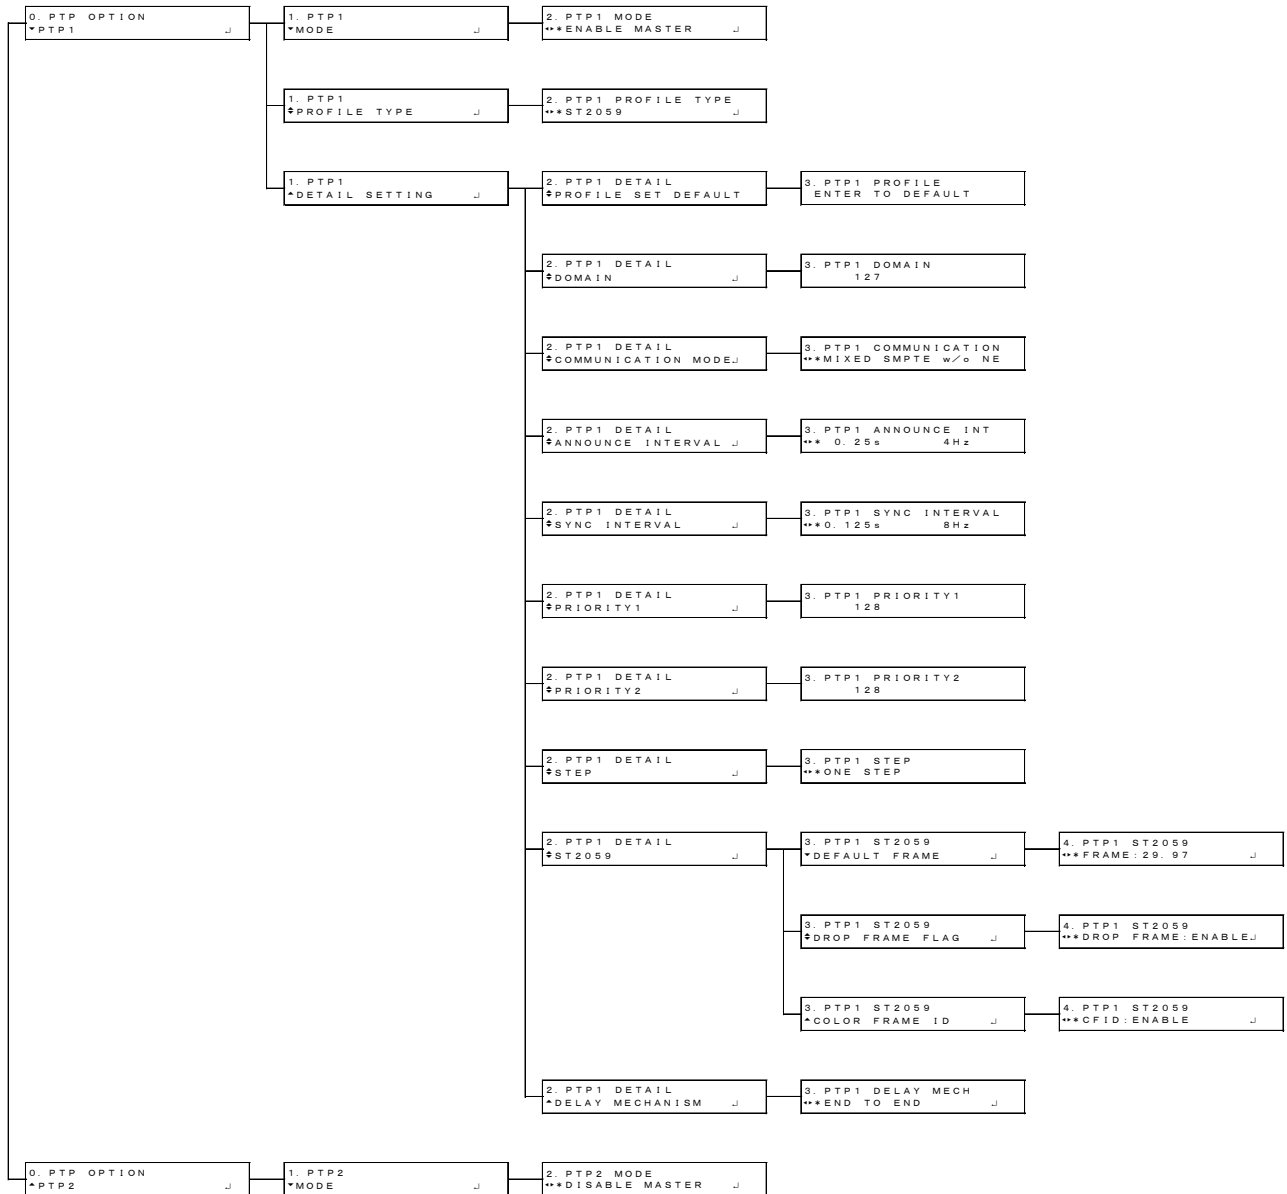 0. PTP OPTION
PTP1
1. PTP1
MODE
2. PTP1 MODE
*ENABLE MASTER
1. PTP1
PROFILE TYPE
2. PTP1 PROFILE TYPE
*ST2059
1. PTP1
DETAIL SETTING
2. PTP1 DETAIL
PROFILE SET DEFAULT
3. PTP1 PROFILE
ENTER TO DEFAULT
2. PTP1 DETAIL
DOMAIN
3. PTP1 DOMAIN
127
2. PTP1 DETAIL
COMMUNICATION MODE
3. PTP1 COMMUNICATION
*MIXED SMPTE w/o NE
2. PTP1 DETAIL
ANNOUNCE INTERVAL
3. PTP1 ANNOUNCE INT
* 0.25s 4Hz
2. PTP1 DETAIL
SYNC INTERVAL
3. PTP1 SYNC INTERVAL
*0.125s 8Hz
2. PTP1 DETAIL
PRIORITY1
3. PTP1 PRIORITY1
128
2. PTP1 DETAIL
PRIORITY2
3. PTP1 PRIORITY2
128
2. PTP1 DETAIL
STEP
3. PTP1 STEP
*ONE STEP
2. PTP1 DETAIL
ST2059
3. PTP1 ST2059
DEFAULT FRAME
4. PTP1 ST2059
*FRAME:29.97
3. PTP1 ST2059
DROP FRAME FLAG
4. PTP1 ST2059
*DROP FRAME:ENABLE
3. PTP1 ST2059
COLOR FRAME ID
4. PTP1 ST2059
*CFID:ENABLE
2. PTP1 DETAIL
DELAY MECHANISM
3. PTP1 DELAY MECH
*END TO END
0. PTP OPTION
PTP2
1. PTP2
MODE
2. PTP2 MODE
*DISABLE MASTER